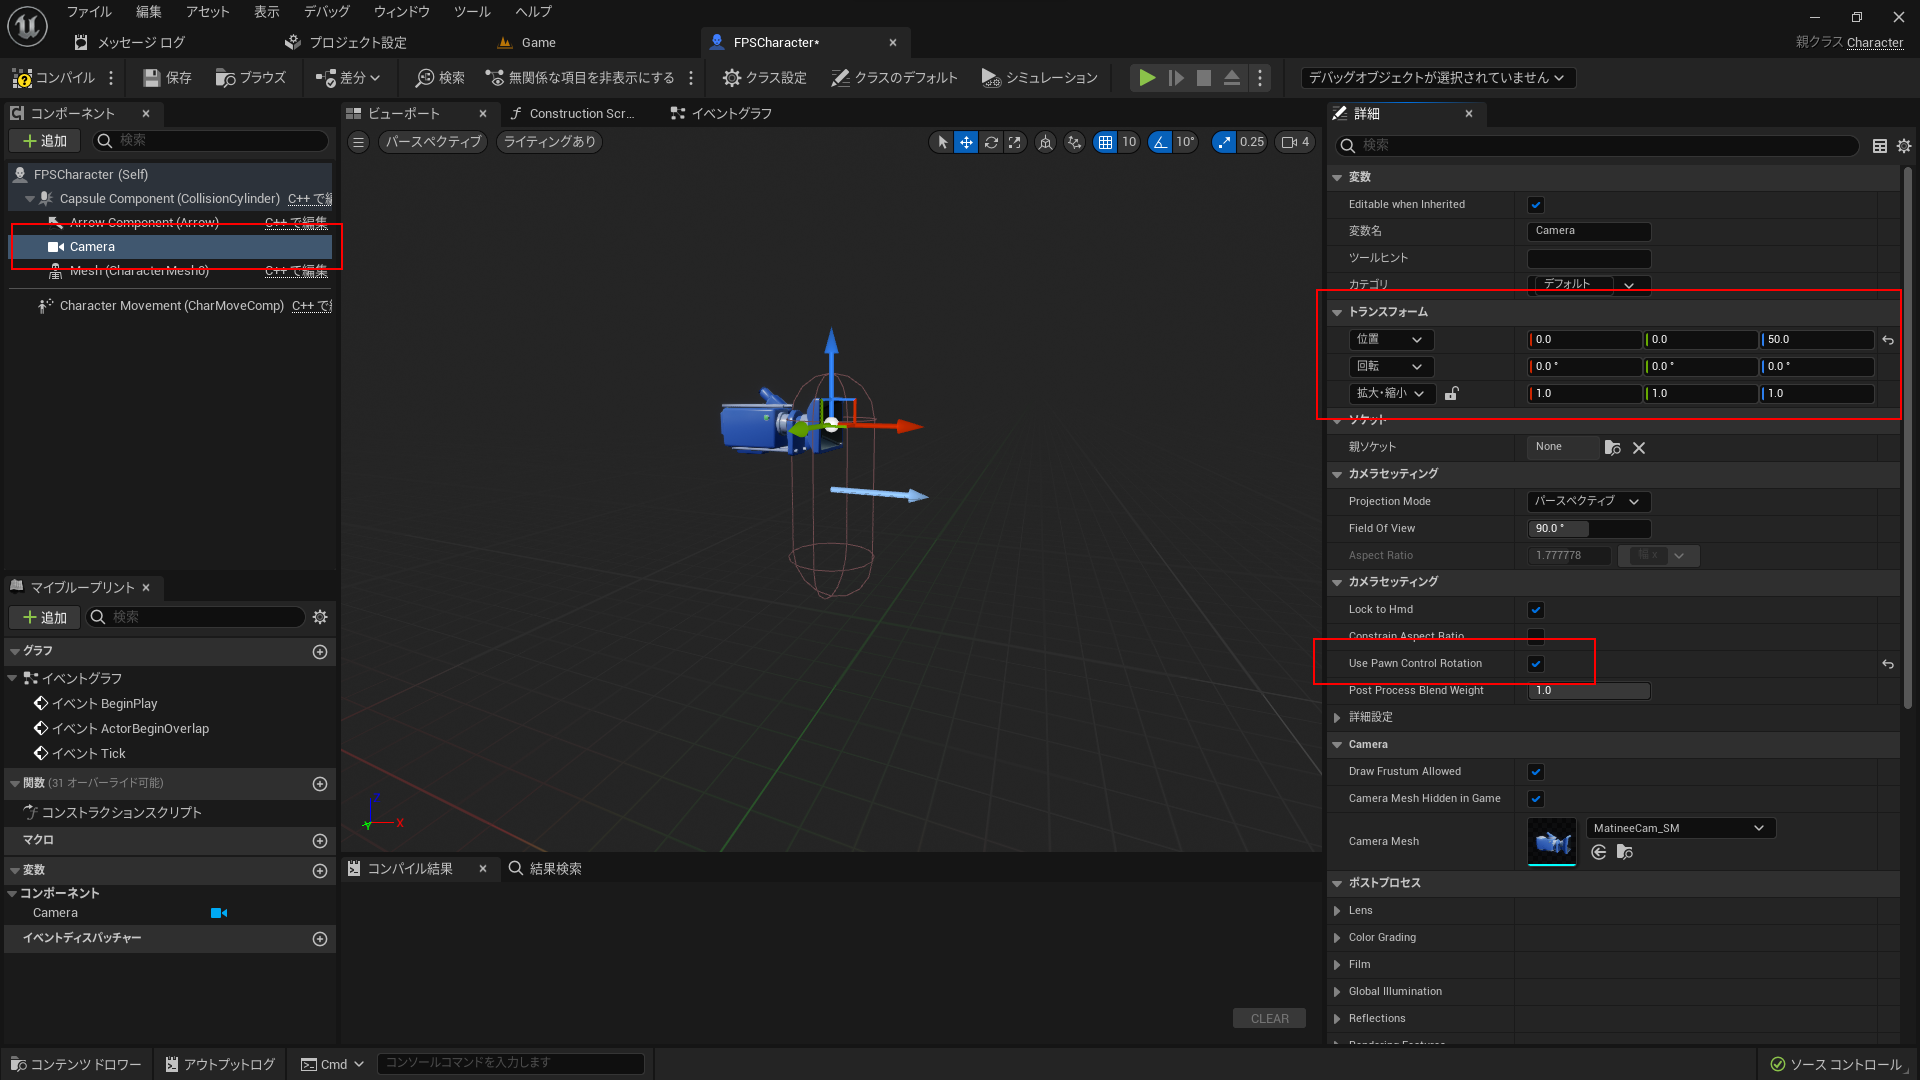 ファイル 編集 アセット 表示 デバッグ ウィンドウ ツール ヘルプ
メッセージ ログ プロジェクト設定 Game FPSCharacter*
親クラス Character
コンパイル 保存 ブラウズ 差分 検索 無関係な項目を非表示にする クラス設定 クラスのデフォルト シミュレーション デバッグオブジェクトが選択されていません
コンポーネント
追加 検索
FPSCharacter (Self)
Capsule Component (CollisionCylinder) C++ で編
Arrow Component (Arrow) C++ で編集
Camera
Mesh (CharacterMesh0) C++ で編集
Character Movement (CharMoveComp) C++ で
マイブループリント
追加 検索
グラフ
イベントグラフ
イベント BeginPlay
イベント ActorBeginOverlap
イベント Tick
関数 (31 オーバーライド可能)
コンストラクションスクリプト
マクロ
変数
コンポーネント
Camera
イベントディスパッチャー
ビューポート Construction Scr... イベントグラフ
パースペクティブ ライティングあり 10 10° 0.25 4
Z
Y
X
コンパイル結果 結果検索
CLEAR
詳細
検索
変数
Editable when Inherited
変数名 Camera
ツールヒント
カテゴリ デフォルト
トランスフォーム
位置 0.0 0.0 50.0
回転 0.0 ° 0.0 ° 0.0 °
拡大・縮小 1.0 1.0 1.0
ソケット
親ソケット None
カメラセッティング
Projection Mode パースペクティブ
Field Of View 90.0 °
Aspect Ratio 1.777778 幅 x
カメラセッティング
Lock to Hmd
Constrain Aspect Ratio
Use Pawn Control Rotation
Post Process Blend Weight 1.0
詳細設定
Camera
Draw Frustum Allowed
Camera Mesh Hidden in Game
Camera Mesh MatineeCam_SM
ポストプロセス
Lens
Color Grading
Film
Global Illumination
Reflections
Rendering Features
コンテンツ ドロワー アウトプットログ Cmd コンソールコマンドを入力します ソース コントロール